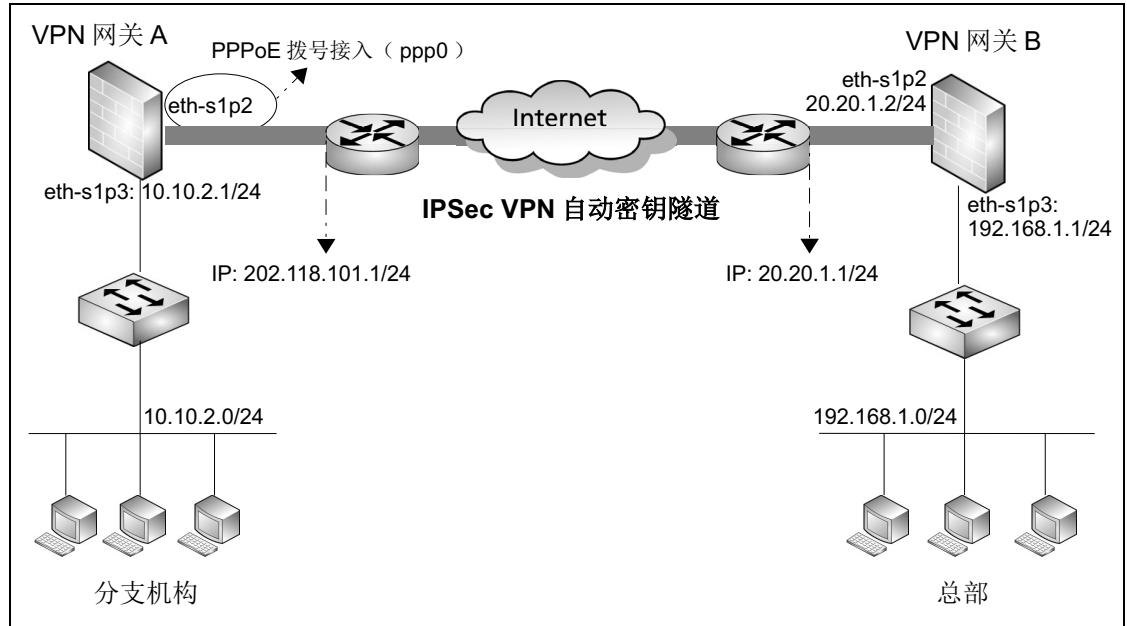 VPN 网关 A
PPPoE 拨号接入（ppp0）
VPN 网关 B
eth-s1p2
eth-s1p2
20.20.1.2/24
Internet
eth-s1p3: 10.10.2.1/24
IPSec VPN 自动密钥隧道
eth-s1p3:
192.168.1.1/24
IP: 202.118.101.1/24
IP: 20.20.1.1/24
10.10.2.0/24
192.168.1.0/24
分支机构
总部